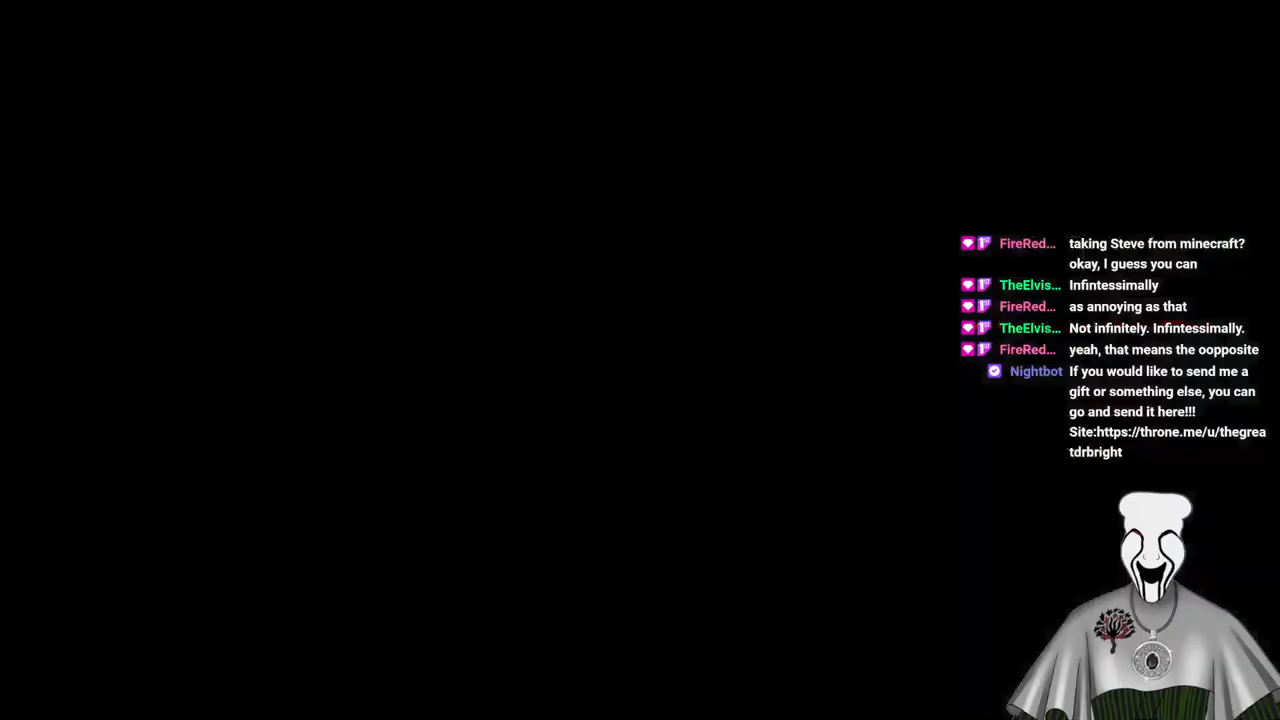 FireRed... taking Steve from minecraft?
okay, I guess you can
TheElvis... Infintessimally
FireRed... as annoying as that
TheElvis... Not infinitely. Infintessimally.
FireRed... yeah, that means the oopposite
Nightbot If you would like to send me a
gift or something else, you can
go and send it here!!!
Site:https://throne.me/u/thegrea
tdrbright